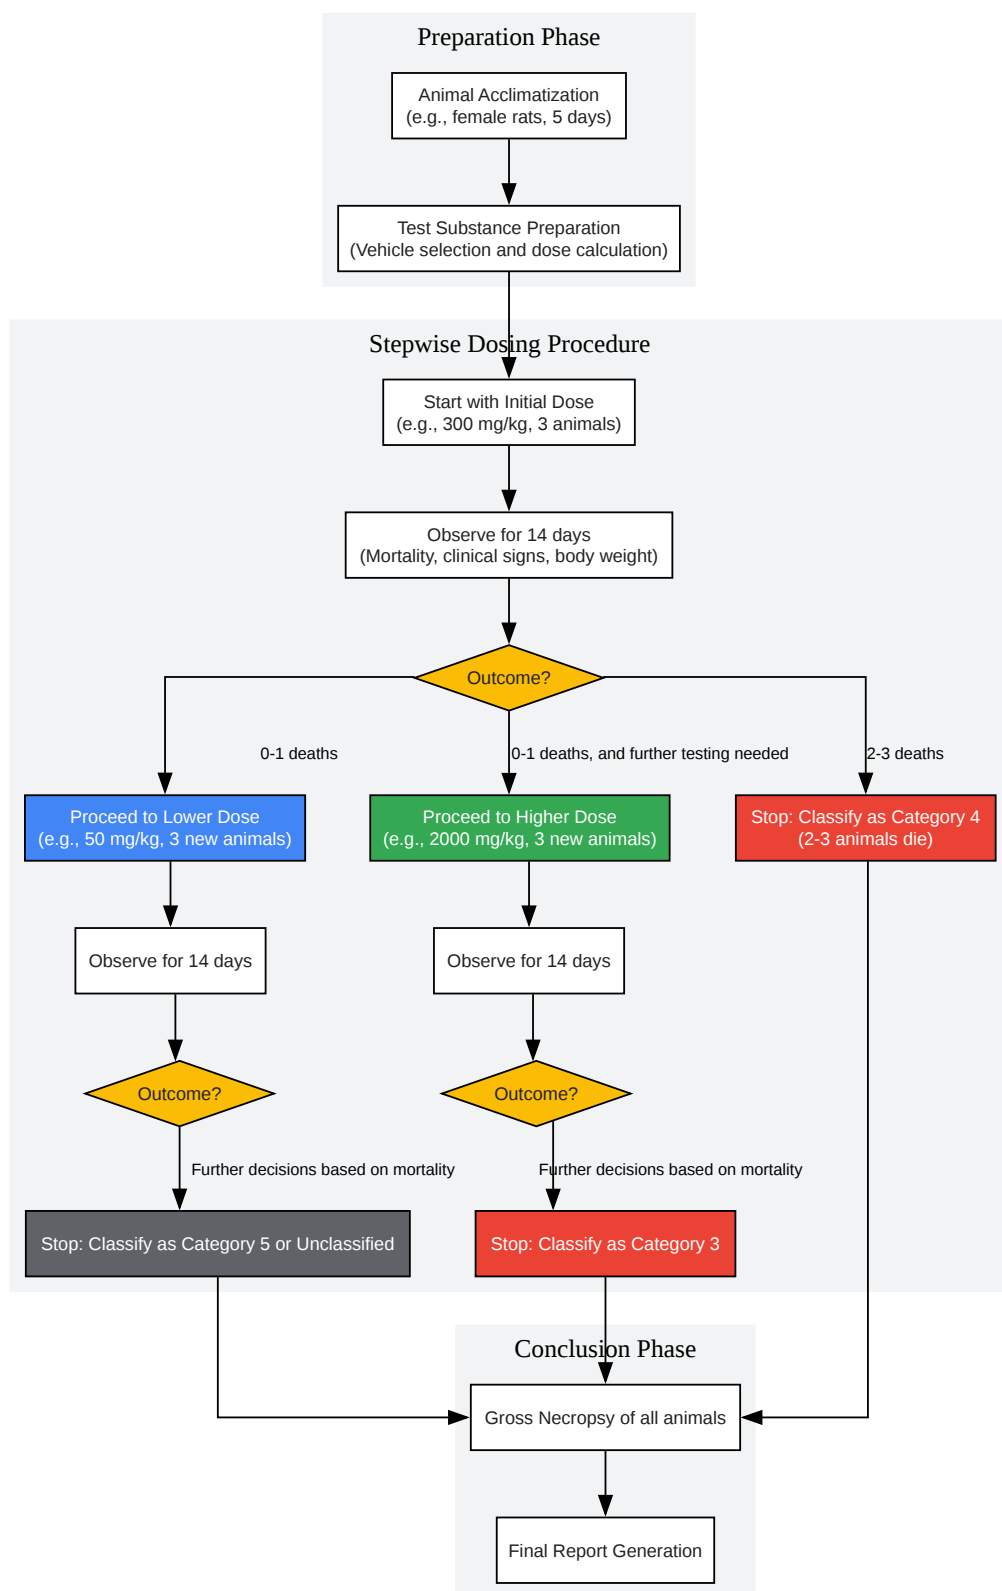 Preparation Phase
Animal Acclimatization
(e.g., female rats, 5 days)
Test Substance Preparation
(Vehicle selection and dose calculation)
Stepwise Dosing Procedure
Start with Initial Dose
(e.g., 300 mg/kg, 3 animals)
Observe for 14 days
(Mortality, clinical signs, body weight)
Outcome?
0-1 deaths
0-1 deaths, and further testing needed
2-3 deaths
Proceed to Lower Dose
(e.g., 50 mg/kg, 3 new animals)
Proceed to Higher Dose
(e.g., 2000 mg/kg, 3 new animals)
Stop: Classify as Category 4
(2-3 animals die)
Observe for 14 days
Observe for 14 days
Outcome?
Outcome?
Further decisions based on mortality
Further decisions based on mortality
Stop: Classify as Category 5 or Unclassified
Stop: Classify as Category 3
Conclusion Phase
Gross Necropsy of all animals
Final Report Generation